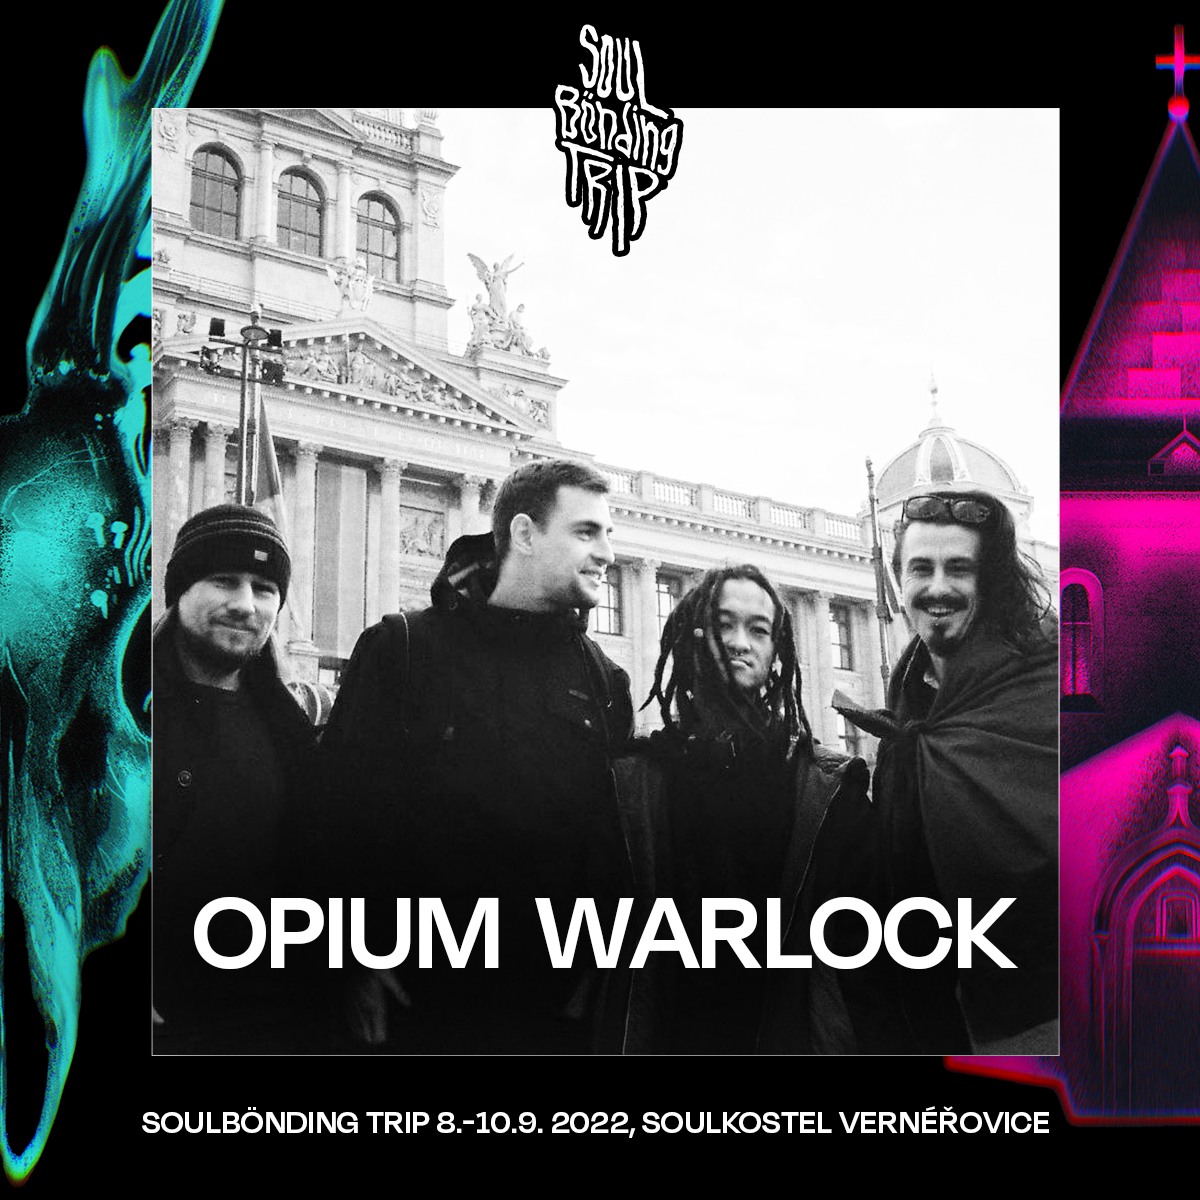 SOUL
Bönding
TRIP
OPIUM WARLOCK
SOULBÖNDING TRIP 8.-10.9. 2022, SOULKOSTEL VERNÉŘOVICE